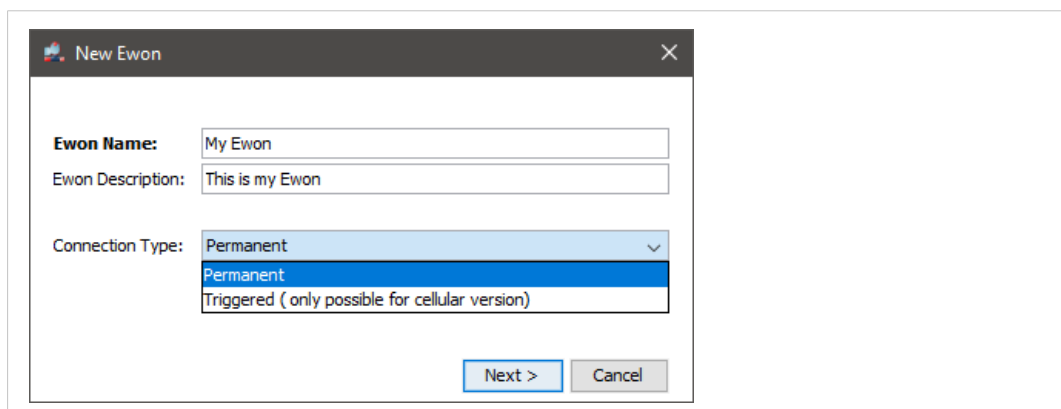 New Ewon
Ewon Name: My Ewon
Ewon Description: This is my Ewon
Connection Type: Permanent
Permanent
Triggered ( only possible for cellular version)
Next > Cancel